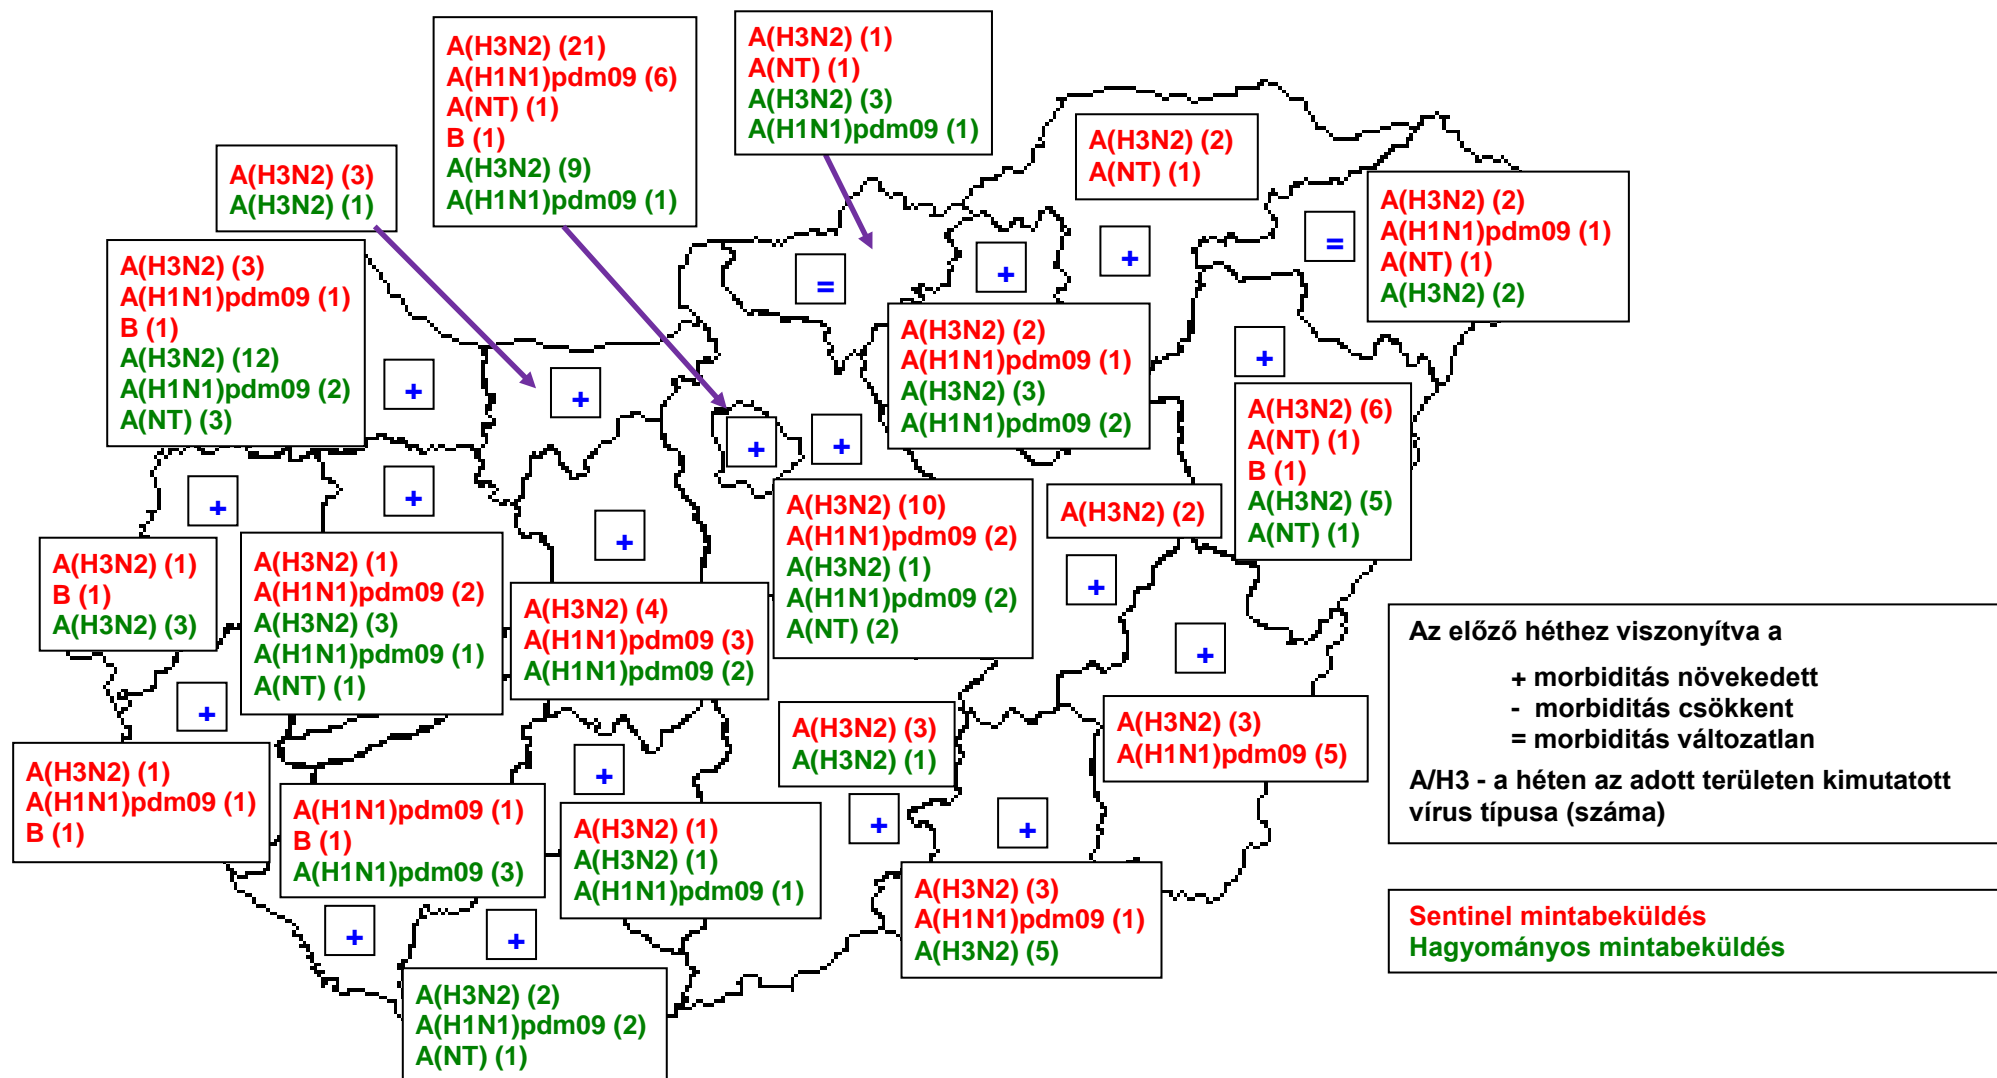 A(H3N2) (21)
A(H1N1)pdm09 (6)
A(NT) (1)
B (1)
A(H3N2) (9)
A(H1N1)pdm09 (1)
A(H3N2) (1)
A(NT) (1)
A(H3N2) (3)
A(H1N1)pdm09 (1)
A(H3N2) (2)
A(NT) (1)
A(H3N2) (3)
A(H3N2) (1)
A(H3N2) (2)
A(H1N1)pdm09 (1)
A(NT) (1)
A(H3N2) (2)
=
+
+
=
A(H3N2) (3)
A(H1N1)pdm09 (1)
B (1)
A(H3N2) (12)
A(H1N1)pdm09 (2)
A(NT) (3)
+
+
A(H3N2) (2)
A(H1N1)pdm09 (1)
A(H3N2) (3)
A(H1N1)pdm09 (2)
+
+
+
A(H3N2) (6)
A(NT) (1)
B (1)
A(H3N2) (5)
A(NT) (1)
+
+
+
A(H3N2) (10)
A(H1N1)pdm09 (2)
A(H3N2) (1)
A(H1N1)pdm09 (2)
A(NT) (2)
A(H3N2) (2)
+
A(H3N2) (1)
B (1)
A(H3N2) (3)
A(H3N2) (1)
A(H1N1)pdm09 (2)
A(H3N2) (3)
A(H1N1)pdm09 (1)
A(NT) (1)
A(H3N2) (4)
A(H1N1)pdm09 (3)
A(H1N1)pdm09 (2)
+
+
A(H3N2) (3)
A(H3N2) (1)
A(H3N2) (3)
A(H1N1)pdm09 (5)
A(H3N2) (1)
A(H1N1)pdm09 (1)
B (1)
+
A(H1N1)pdm09 (1)
B (1)
A(H1N1)pdm09 (3)
A(H3N2) (1)
A(H3N2) (1)
A(H1N1)pdm09 (1)
+
+
A(H3N2) (3)
A(H1N1)pdm09 (1)
A(H3N2) (5)
+
+
A(H3N2) (2)
A(H1N1)pdm09 (2)
A(NT) (1)
Az előző héthez viszonyítva a
+ morbiditás növekedett
- morbiditás csökkent
= morbiditás változatlan
A/H3 - a héten az adott területen kimutatott
vírus típusa (száma)
Sentinel mintabeküldés
Hagyományos mintabeküldés